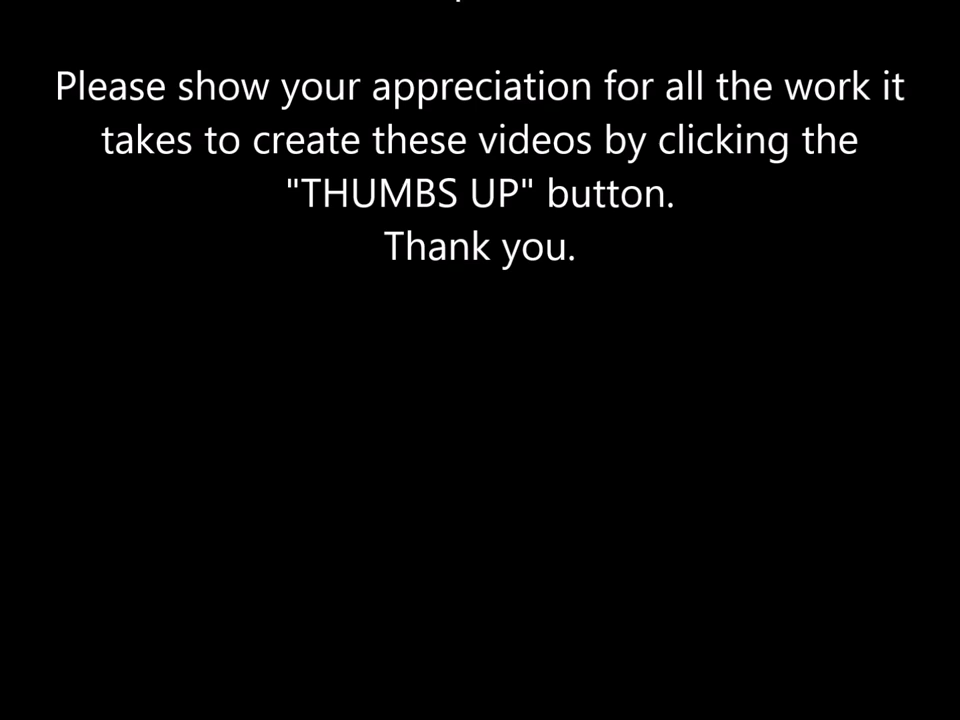 Please show your appreciation for all the work it
takes to create these videos by clicking the
"THUMBS UP" button.
Thank you.